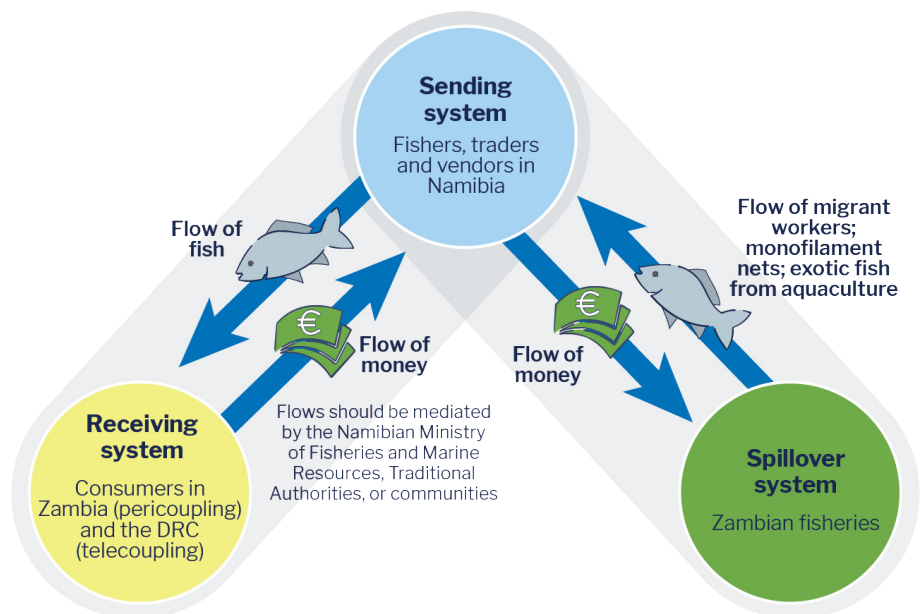 Sending
system
Fishers, traders
and vendors in
Namibia
Flow of
fish
€
Flow of
money
Flows should be mediated
by the Namibian Ministry
of Fisheries and Marine
Resources, Traditional
Authorities, or communities
€
Flow of
money
Flow of migrant
workers;
monofilament
nets; exotic fish
from aquaculture
Receiving
system
Consumers in
Zambia (pericoupling)
and the DRC
(telecoupling)
Spillover
system
Zambian fisheries